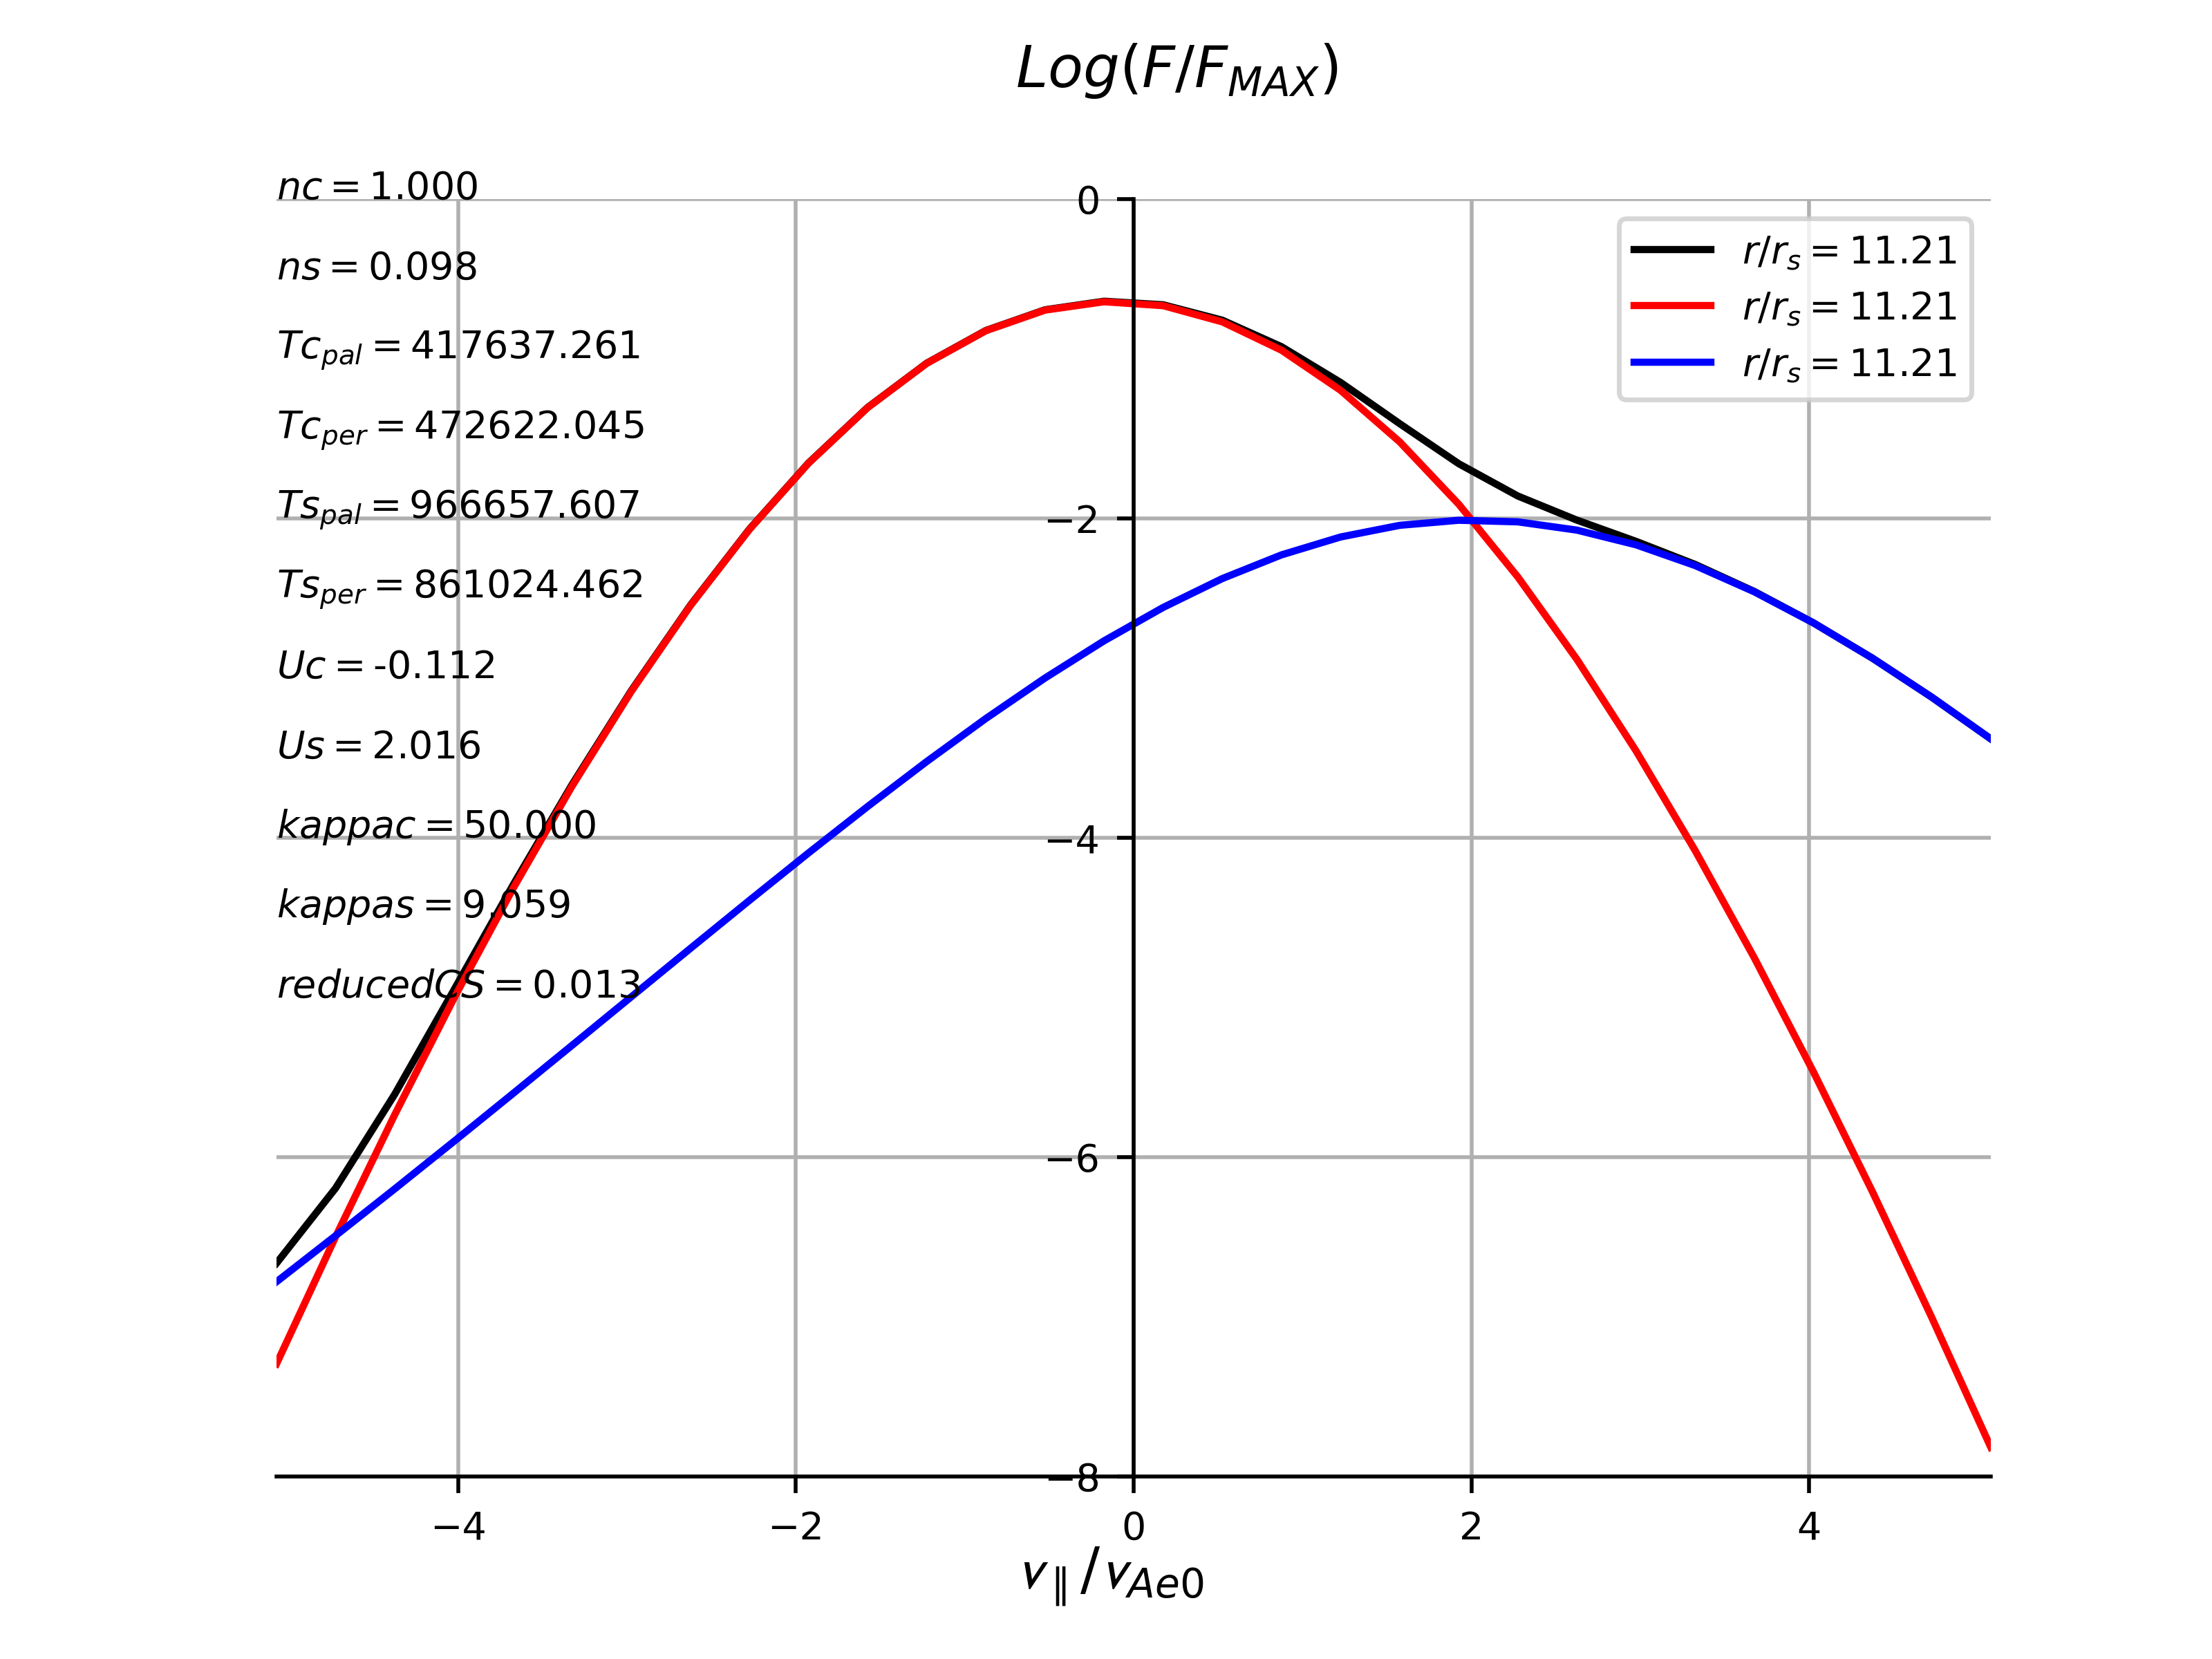 Log(F/F_MAX)
nc = 1.000
ns = 0.098
Tc_pal = 417637.261
Tc_per = 472622.045
Ts_pal = 966657.607
Ts_per = 861024.462
Uc = -0.112
Us = 2.016
kappac = 50.000
kappas = 9.059
reducedCS = 0.013
0
−2
−4
−6
−8
r/r_s = 11.21
r/r_s = 11.21
r/r_s = 11.21
−4 −2 0 2 4
v_∥/v_Ae0